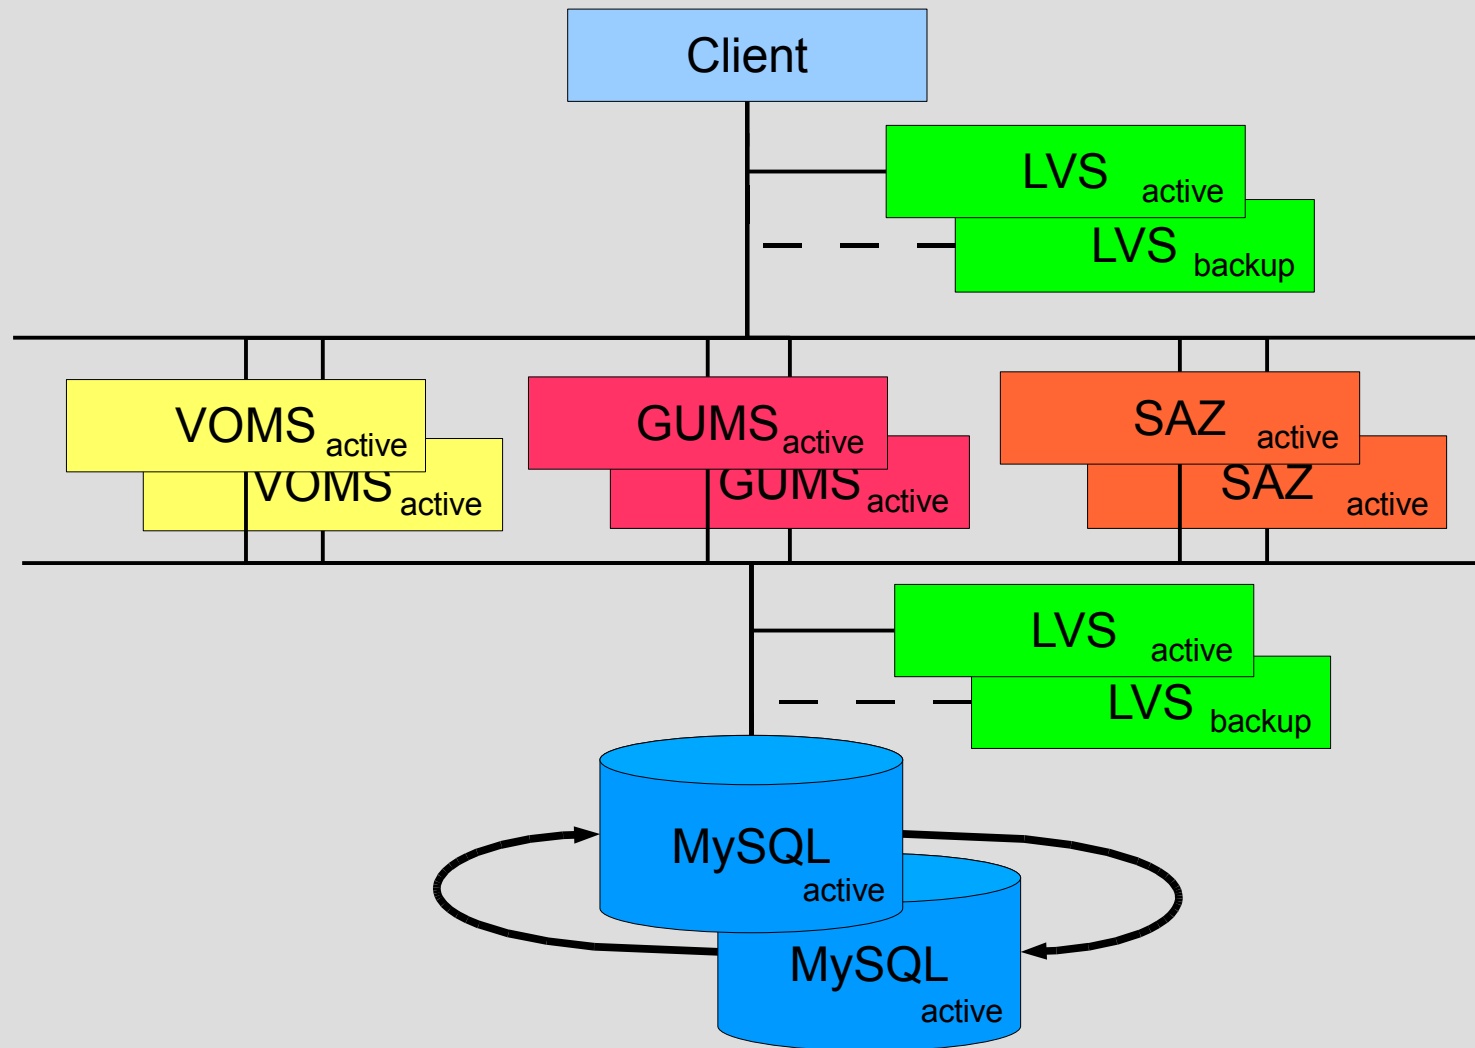 Client
LVS active
LVS backup
VOMS active
VOMS active
GUMS active
GUMS active
SAZ active
SAZ active
LVS active
LVS backup
MySQL
active
MySQL
active